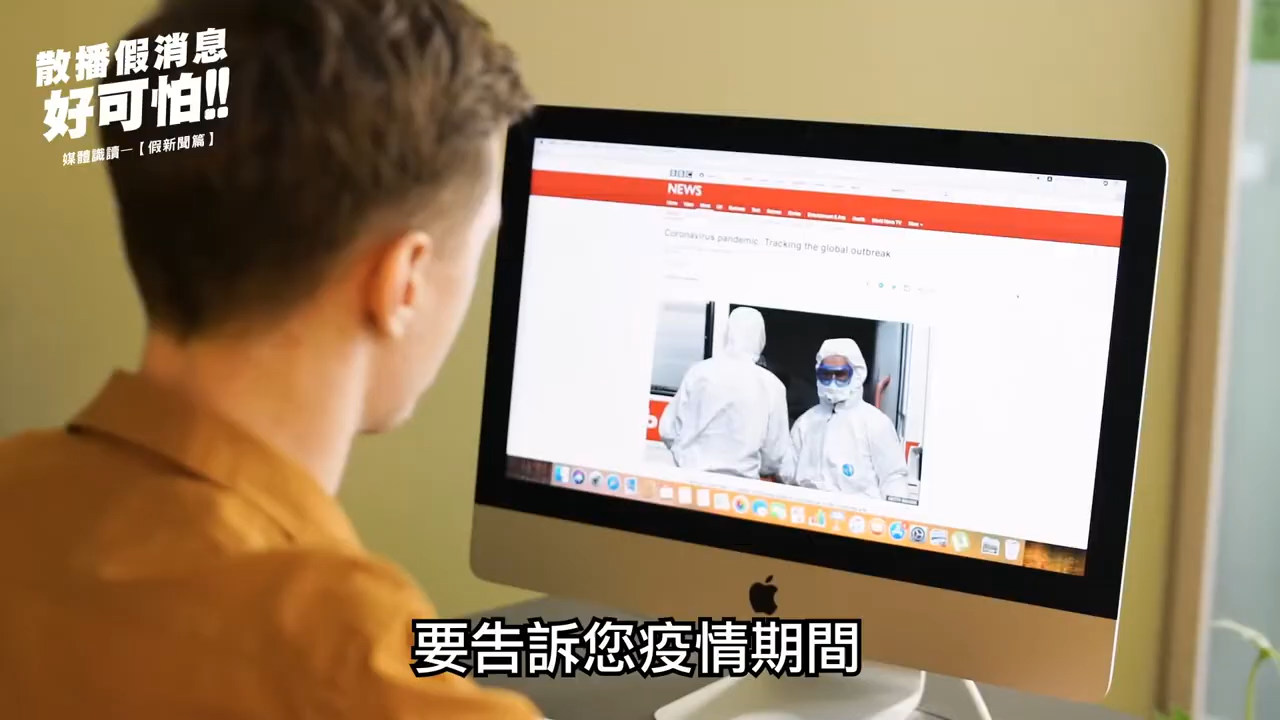 散播假消息
好可怕!!
媒體識讀—【假新聞篇】
BBC
NEWS
Coronavirus pandemic: Tracking the global outbreak
要告訴您疫情期間